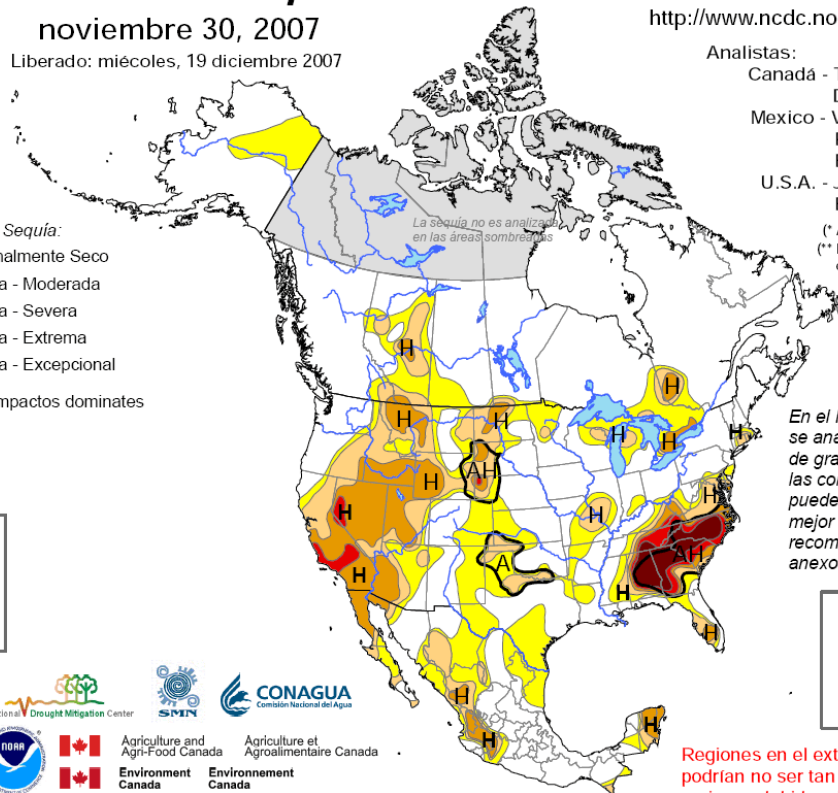 noviembre 30, 2007
Liberado: miécoles, 19 diciembre 2007
http://www.ncdc.no
Analistas:
Canadá - T
D
Mexico - V
U.S.A. - J
(* A
(**
Sequía:
nalmente Seco
a - Moderada
a - Severa
a - Extrema
a - Excepcional
mpactos dominates
La sequía no es analizada
en las áreas sombreadas
H
H
H
H
H
H
H
AH
H
H
H
H
H
A
AH
H
H
H
H
H
H
En el
se aná
de gra
las co
puede
mejor
recom
anexo
Regiones en el ext
podrían no ser tan
ional Drought Mitigation Center
SMN
CONAGUA
Comisión Nacional del Agua
NOAA
Agriculture and
Agri-Food Canada
Agriculture et
Agroalimentaire Canada
Environment
Canada
Environnement
Canada